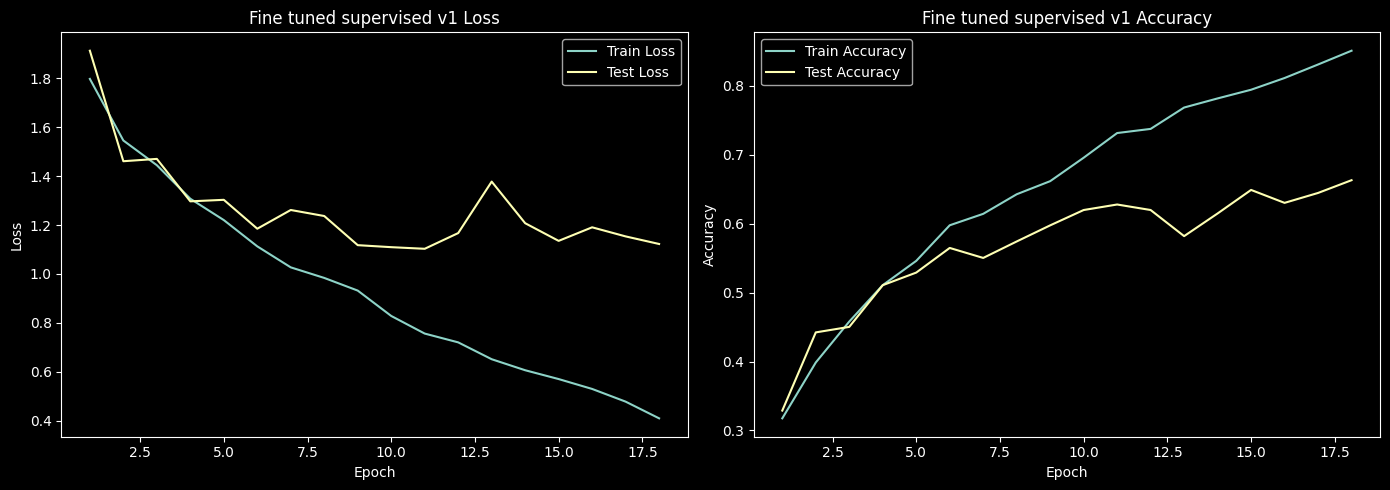 Fine tuned supervised v1 Loss
Train Loss
Test Loss
Loss
1.8
1.6
1.4
1.2
1.0
0.8
0.6
0.4
2.5 5.0 7.5 10.0 12.5 15.0 17.5
Epoch
Fine tuned supervised v1 Accuracy
Train Accuracy
Test Accuracy
Accuracy
0.8
0.7
0.6
0.5
0.4
0.3
2.5 5.0 7.5 10.0 12.5 15.0 17.5
Epoch